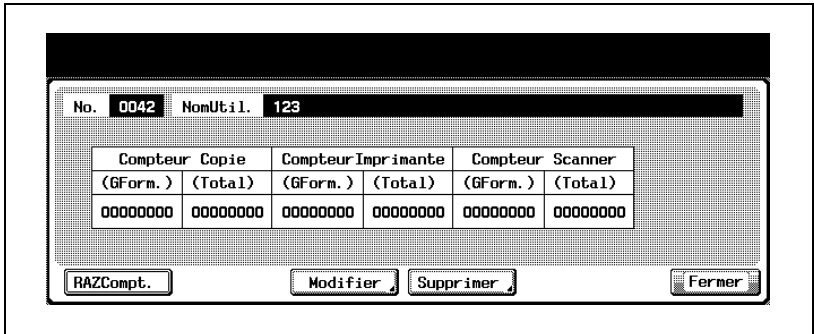 No. 0042 NomUtil. 123
Compteur Copie CompteurImprimante Compteur Scanner
(GForm.) (Total) (GForm.) (Total) (GForm.) (Total)
00000000 00000000 00000000 00000000 00000000 00000000
RAZCompt. Modifier Supprimer Fermer